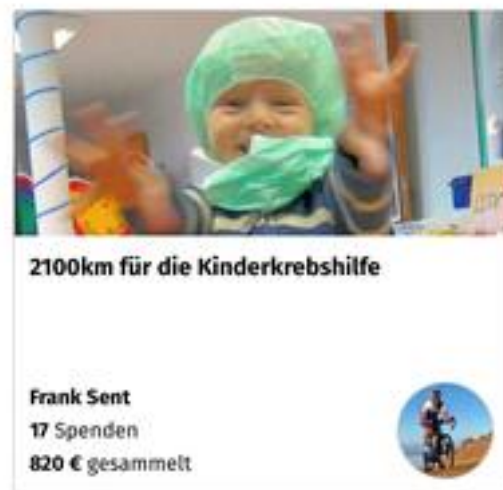 2100km für die Kinderkrebshilfe
Frank Sent
17 Spenden
820 € gesammelt